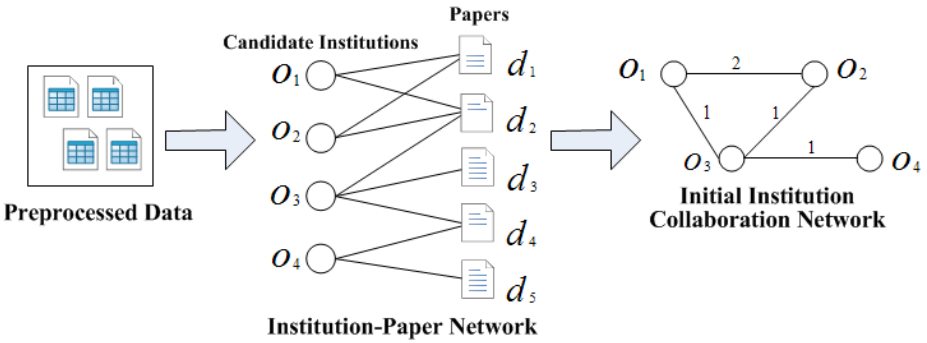 Papers
Candidate Institutions
O1
d1
O2
d2
O3
d3
O4
d4
d5
Preprocessed Data
Institution-Paper Network
O1
2
O2
1
1
O3
1
O4
Initial Institution
Collaboration Network